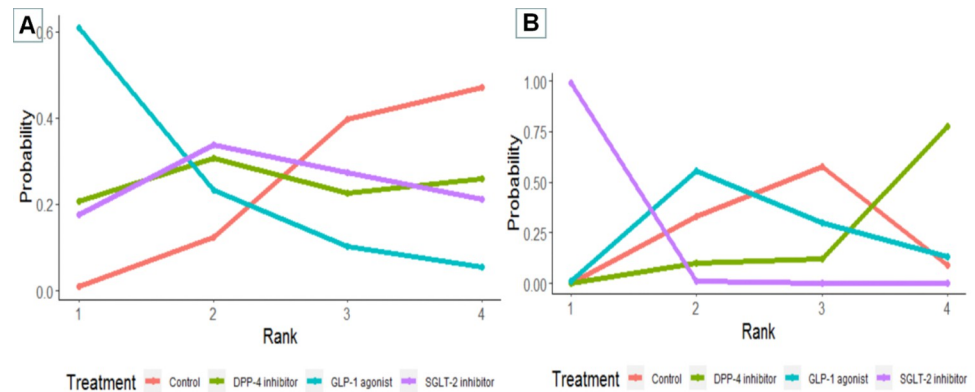 A
0.6
0.4
0.2
0.0
Probability
1 2 3 4
Rank
Treatment Control DPP-4 inhibitor GLP-1 agonist SGLT-2 inhibitor
B
1.00
0.75
0.50
0.25
0.00
Probability
1 2 3 4
Rank
Treatment Control DPP-4 inhibitor GLP-1 agonist SGLT-2 inhibitor